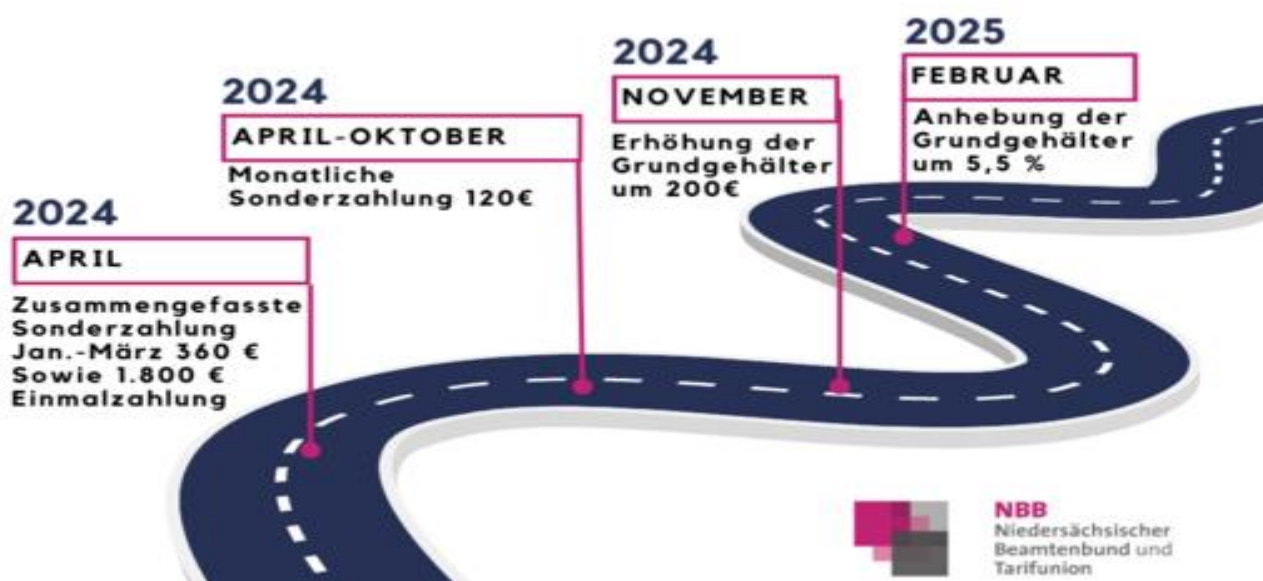 2024
APRIL
Zusammengefasste
Sonderzahlung
Jan.-März 360 €
Sowie 1.800 €
Einmalzahlung
2024
APRIL-OKTOBER
Monatliche
Sonderzahlung 120€
2024
NOVEMBER
Erhöhung der
Grundgehälter
um 200€
2025
FEBRUAR
Anhebung der
Grundgehälter
um 5,5 %
NBB
Niedersächsischer
Beamtenbund und
Tarifunion